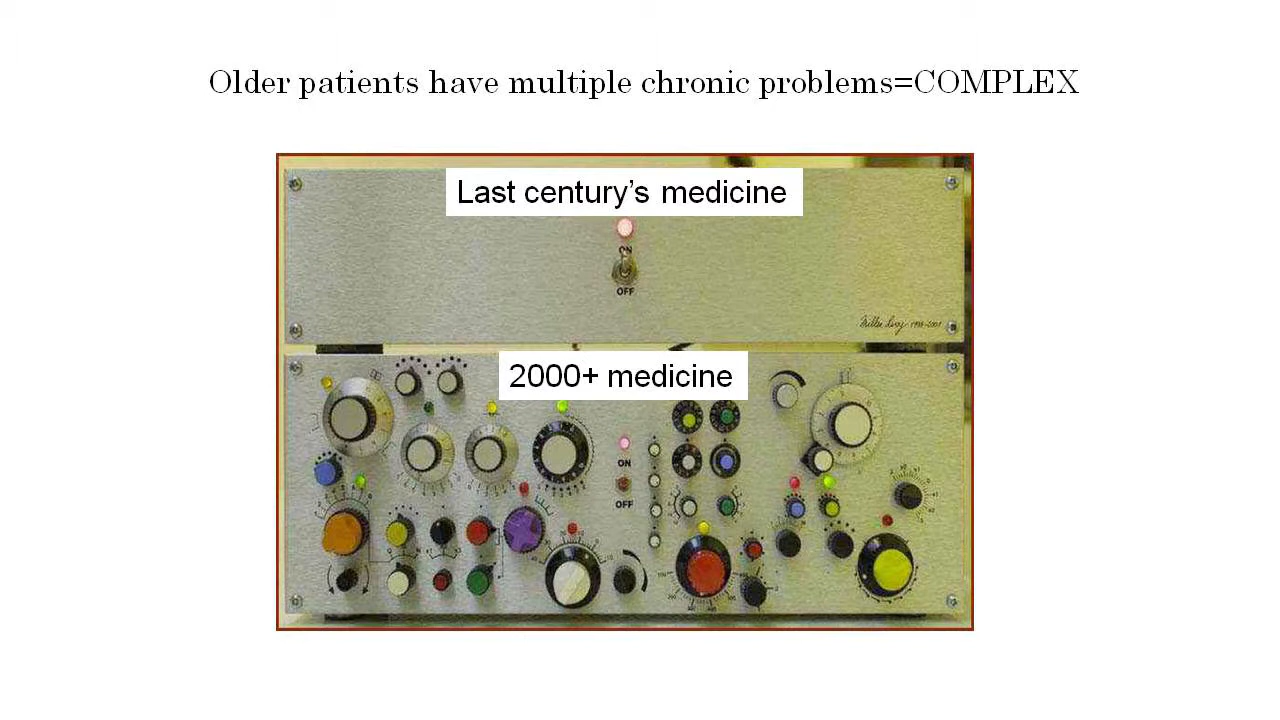 Older patients have multiple chronic problems=COMPLEX
Last century's medicine
ON
OFF
2000+ medicine
ON
OFF